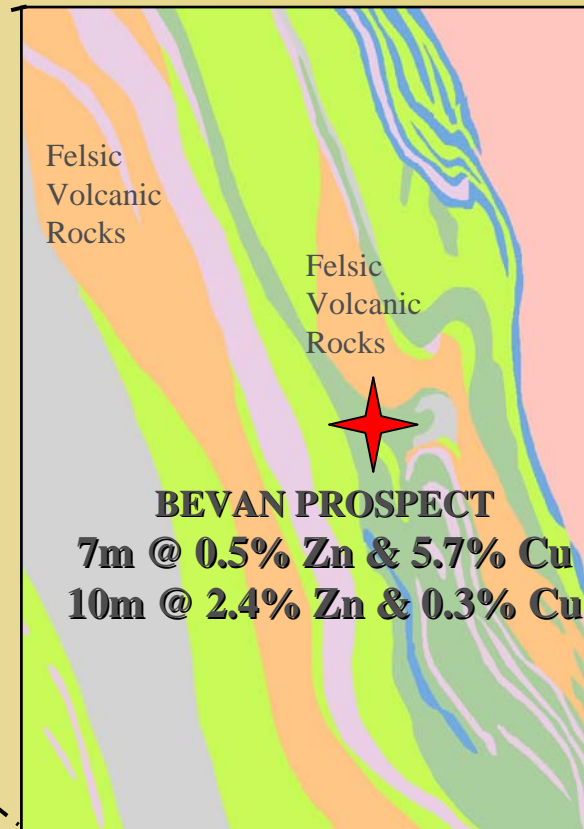 Felsic
Volcanic
Rocks
Felsic
Volcanic
Rocks
BEVAN PROSPECT
7m @ 0.5% Zn & 5.7% Cu
10m @ 2.4% Zn & 0.3% Cu